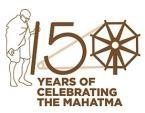 150
YEARS OF
CELEBRATING
THE MAHATMA